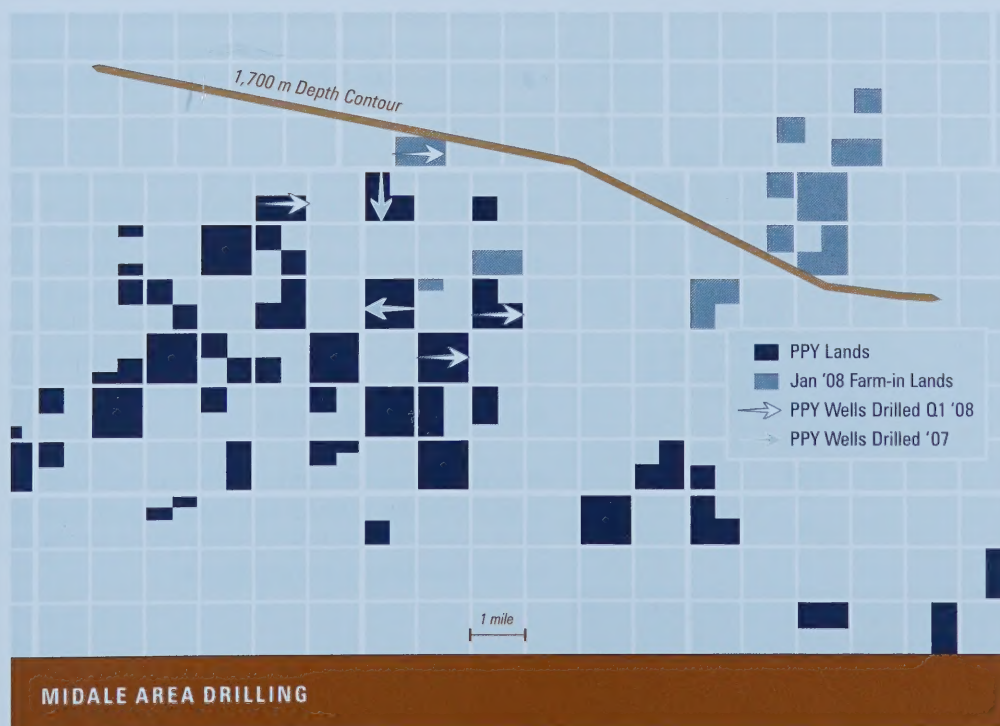 1,700 m Depth Contour
PPY Lands
Jan '08 Farm-in Lands
PPY Wells Drilled Q1 '08
PPY Wells Drilled '07
1 mile
MIDALE AREA DRILLING